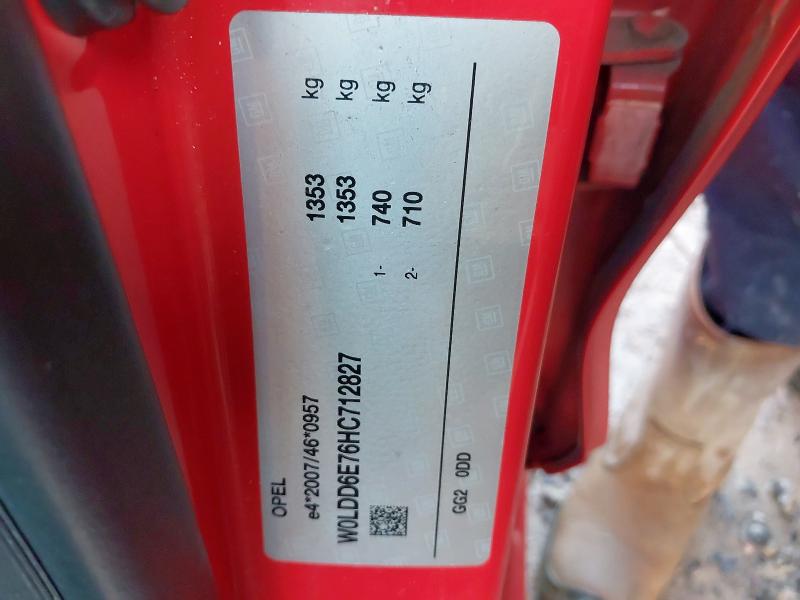 OPEL
e4*2007/46*0957 1353 kg
W0LDD6E76HC712827 1353 kg
1- 740 kg
2- 710 kg
GG2 0DD